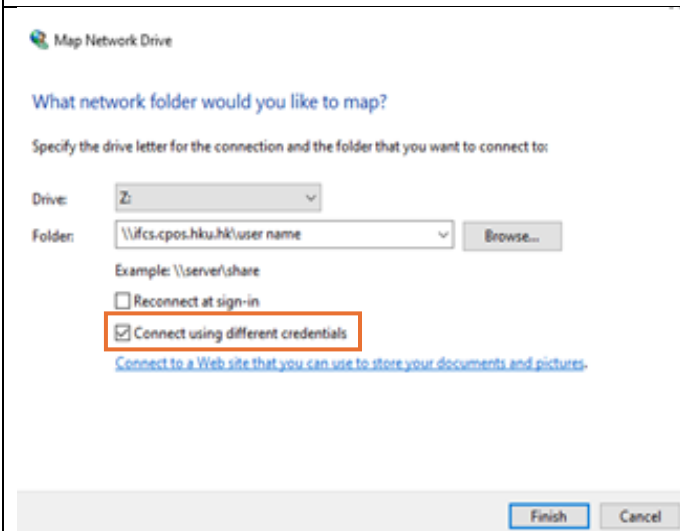 Map Network Drive
What network folder would you like to map?
Specify the drive letter for the connection and the folder that you want to connect to:
Drive: Z:
Folder: \\ifcs.cpos.hku.hk\user name Browse...
Example: \\server\share
Reconnect at sign-in
Connect using different credentials
Connect to a Web site that you can use to store your documents and pictures.
Finish Cancel